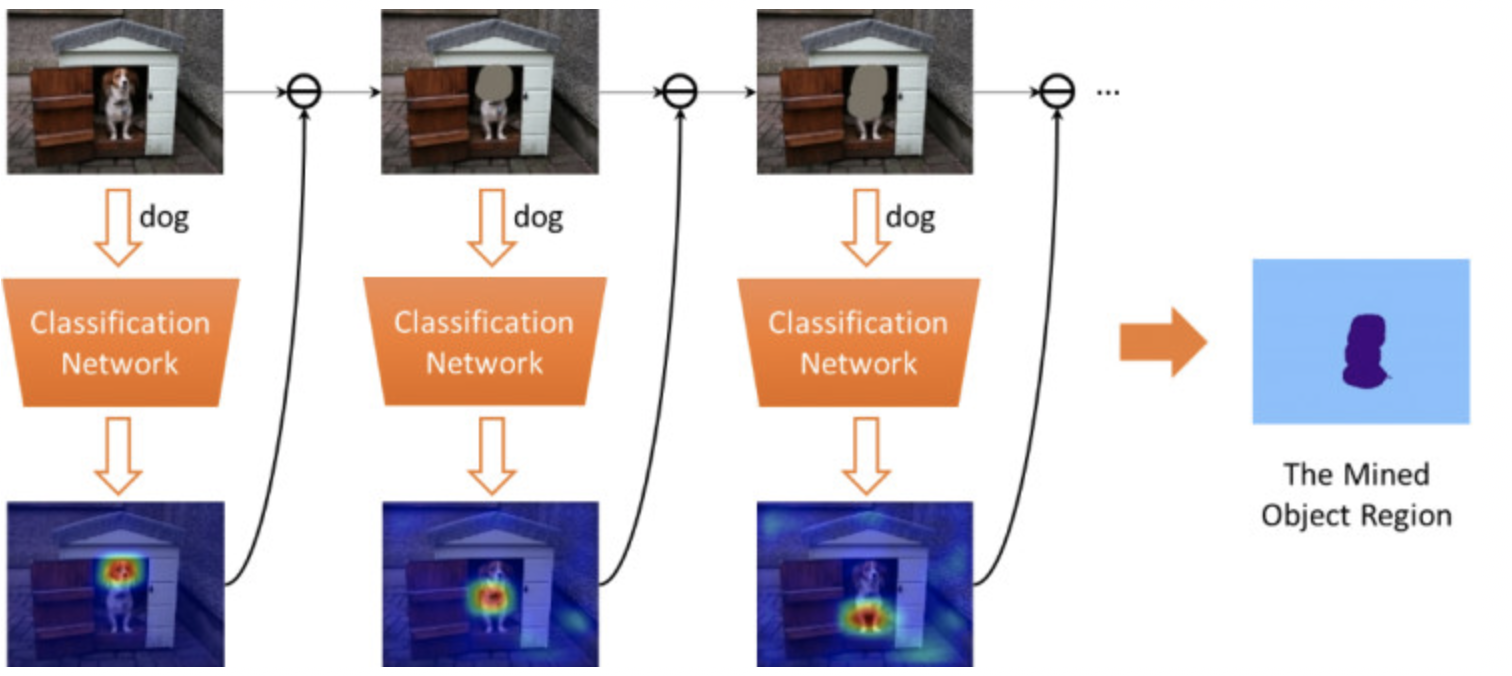 ...
dog
dog
dog
Classification
Network
Classification
Network
Classification
Network
The Mined
Object Region